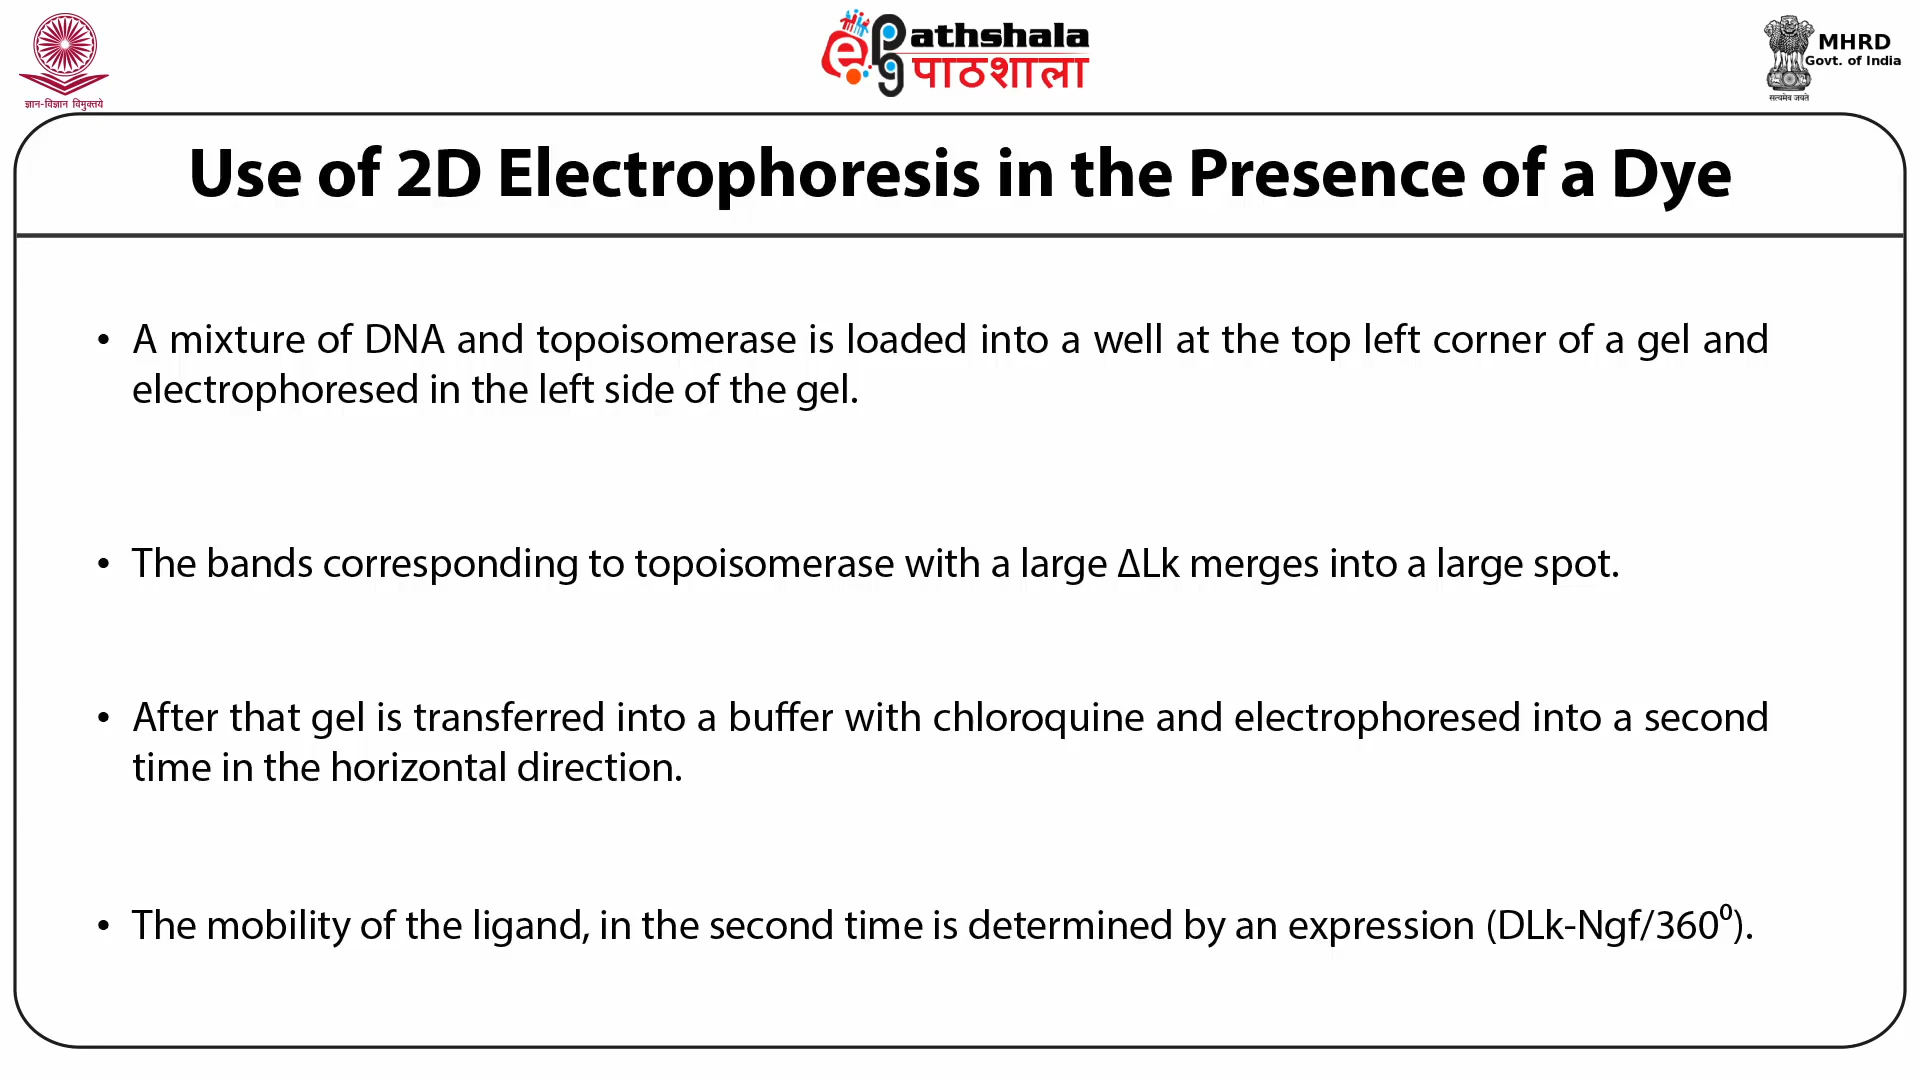 ज्ञान-विज्ञान विमुक्तये
ePathshala
पाठशाला
MHRD
Govt. of India
सत्यमेव जयते
Use of 2D Electrophoresis in the Presence of a Dye
• A mixture of DNA and topoisomerase is loaded into a well at the top left corner of a gel and
electrophoresed in the left side of the gel.
• The bands corresponding to topoisomerase with a large ΔLk merges into a large spot.
• After that gel is transferred into a buffer with chloroquine and electrophoresed into a second
time in the horizontal direction.
• The mobility of the ligand, in the second time is determined by an expression (DLk-Ngf/360⁰).